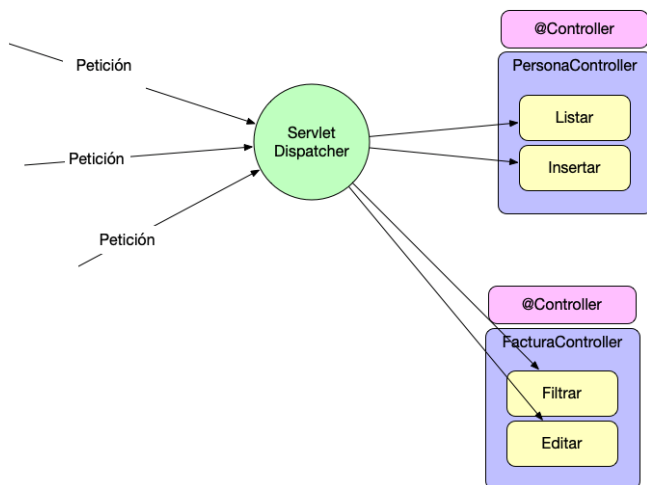 @Controller
PersonaController
Petición
Listar
Servlet
Dispatcher
Petición
Insertar
Petición
@Controller
FacturaController
Filtrar
Editar